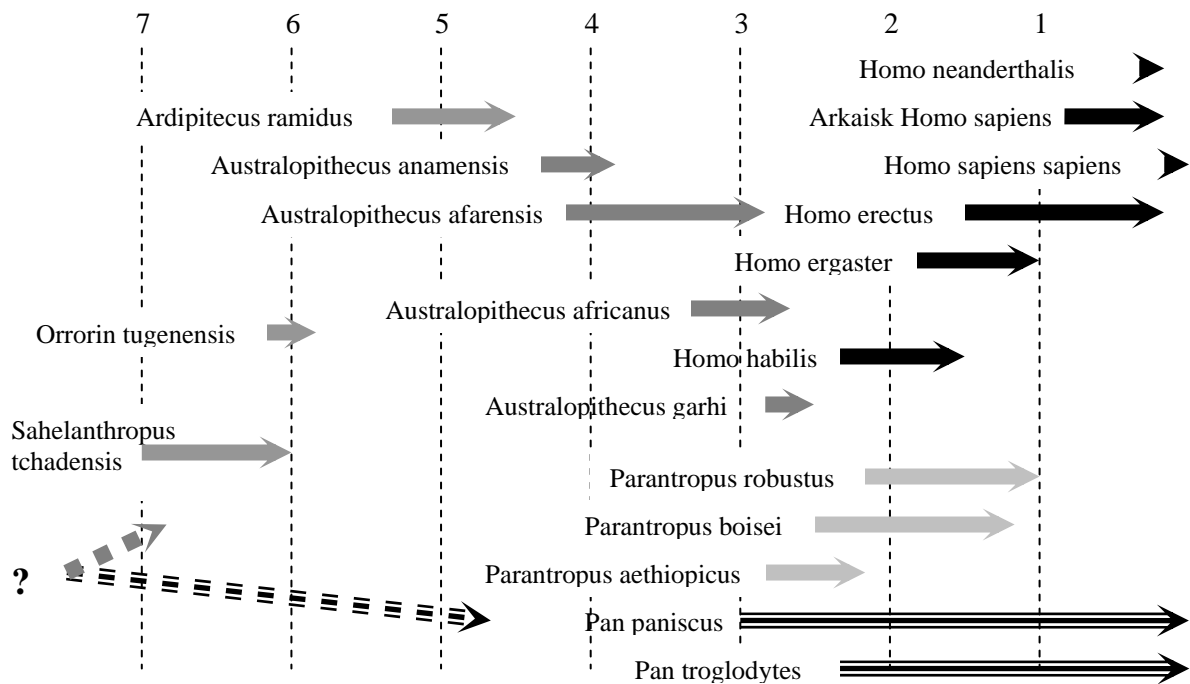 7 6 5 4 3 2 1
Homo neanderthalis
Ardipitecus ramidus
Arkaisk Homo sapiens
Australopithecus anamensis
Homo sapiens sapiens
Australopithecus afarensis
Homo erectus
Homo ergaster
Australopithecus africanus
Orrorin tugenensis
Homo habilis
Australopithecus garhi
Sahelanthropus
tchadensis
Parantropus robustus
Parantropus boisei
?
Parantropus aethiopicus
Pan paniscus
Pan troglodytes